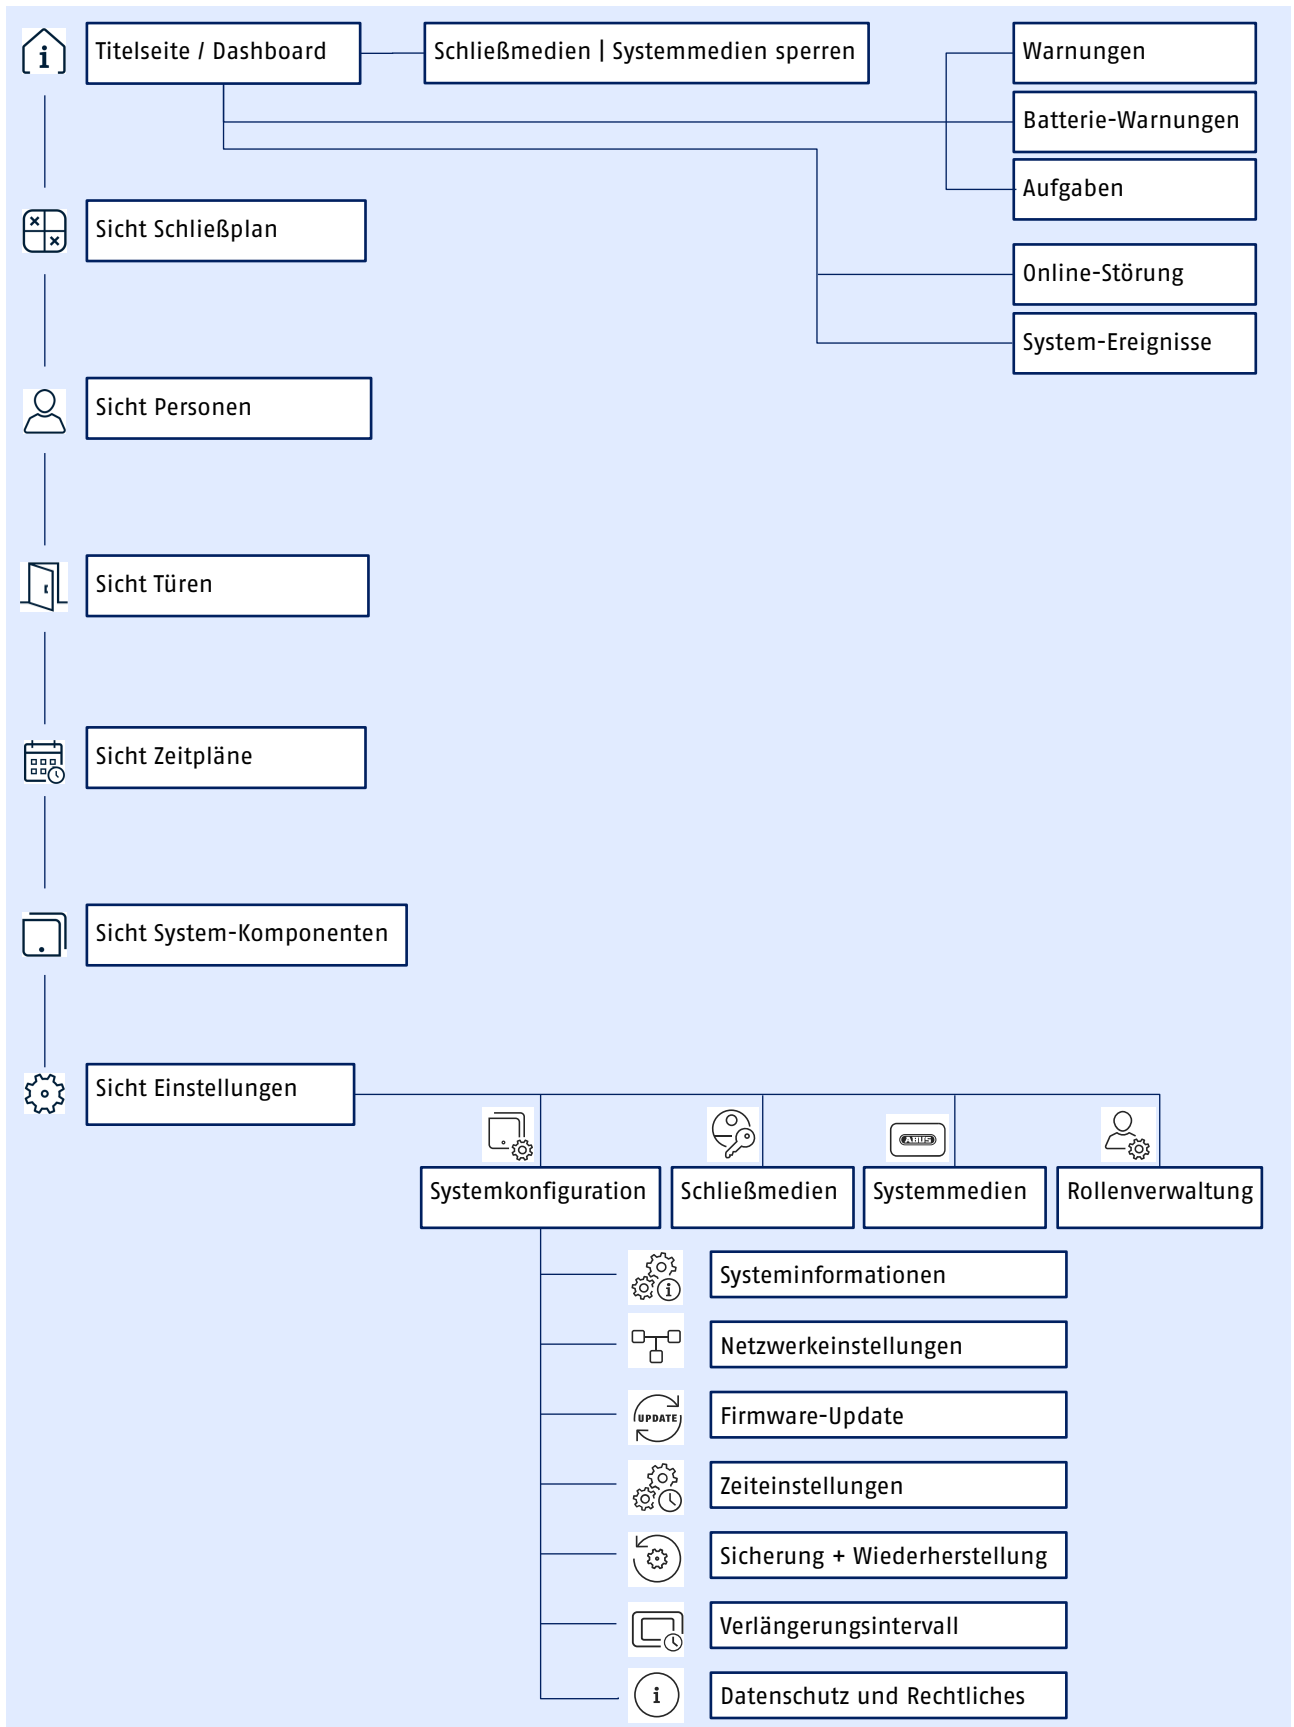 Titelseite / Dashboard
Schließmedien | Systemmedien sperren
Warnungen
Batterie-Warnungen
Aufgaben
Sicht Schließplan
Online-Störung
System-Ereignisse
Sicht Personen
Sicht Türen
Sicht Zeitpläne
Sicht System-Komponenten
Sicht Einstellungen
ABUS
Systemkonfiguration
Schließmedien
Systemmedien
Rollenverwaltung
Systeminformationen
Netzwerkeinstellungen
UPDATE
Firmware-Update
Zeiteinstellungen
Sicherung + Wiederherstellung
Verlängerungsintervall
Datenschutz und Rechtliches